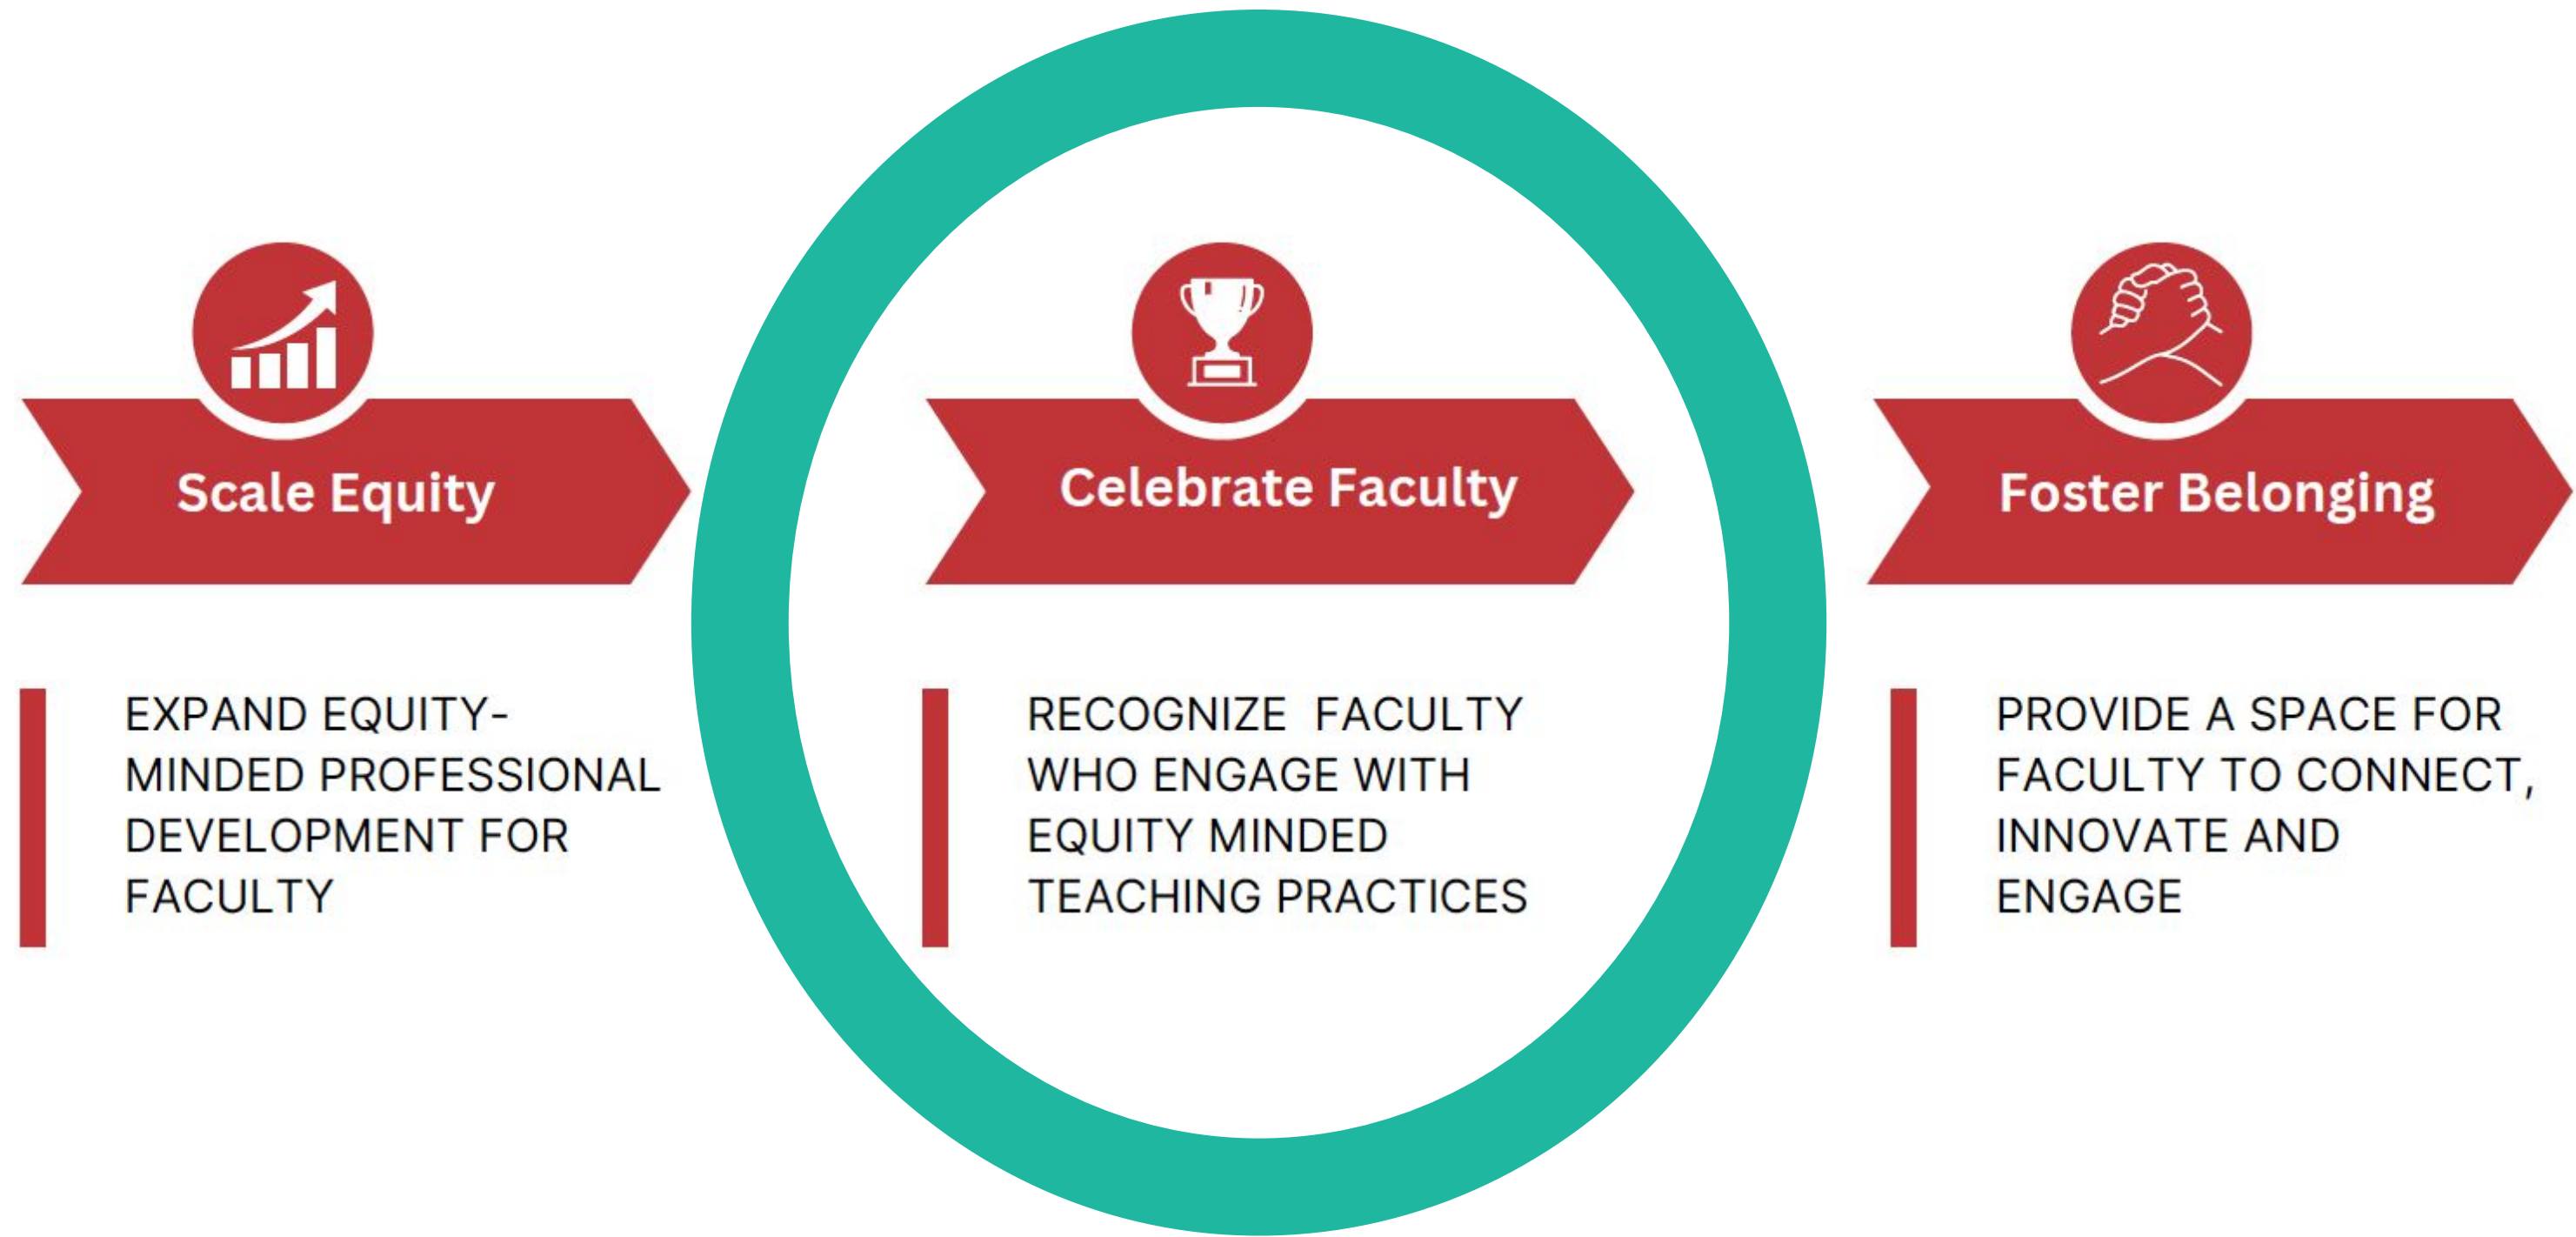 Scale Equity
EXPAND EQUITY-
MINDED PROFESSIONAL
DEVELOPMENT FOR
FACULTY
Celebrate Faculty
RECOGNIZE  FACULTY
WHO ENGAGE WITH
EQUITY MINDED
TEACHING PRACTICES
Foster Belonging
PROVIDE A SPACE FOR
FACULTY TO CONNECT,
INNOVATE AND
ENGAGE